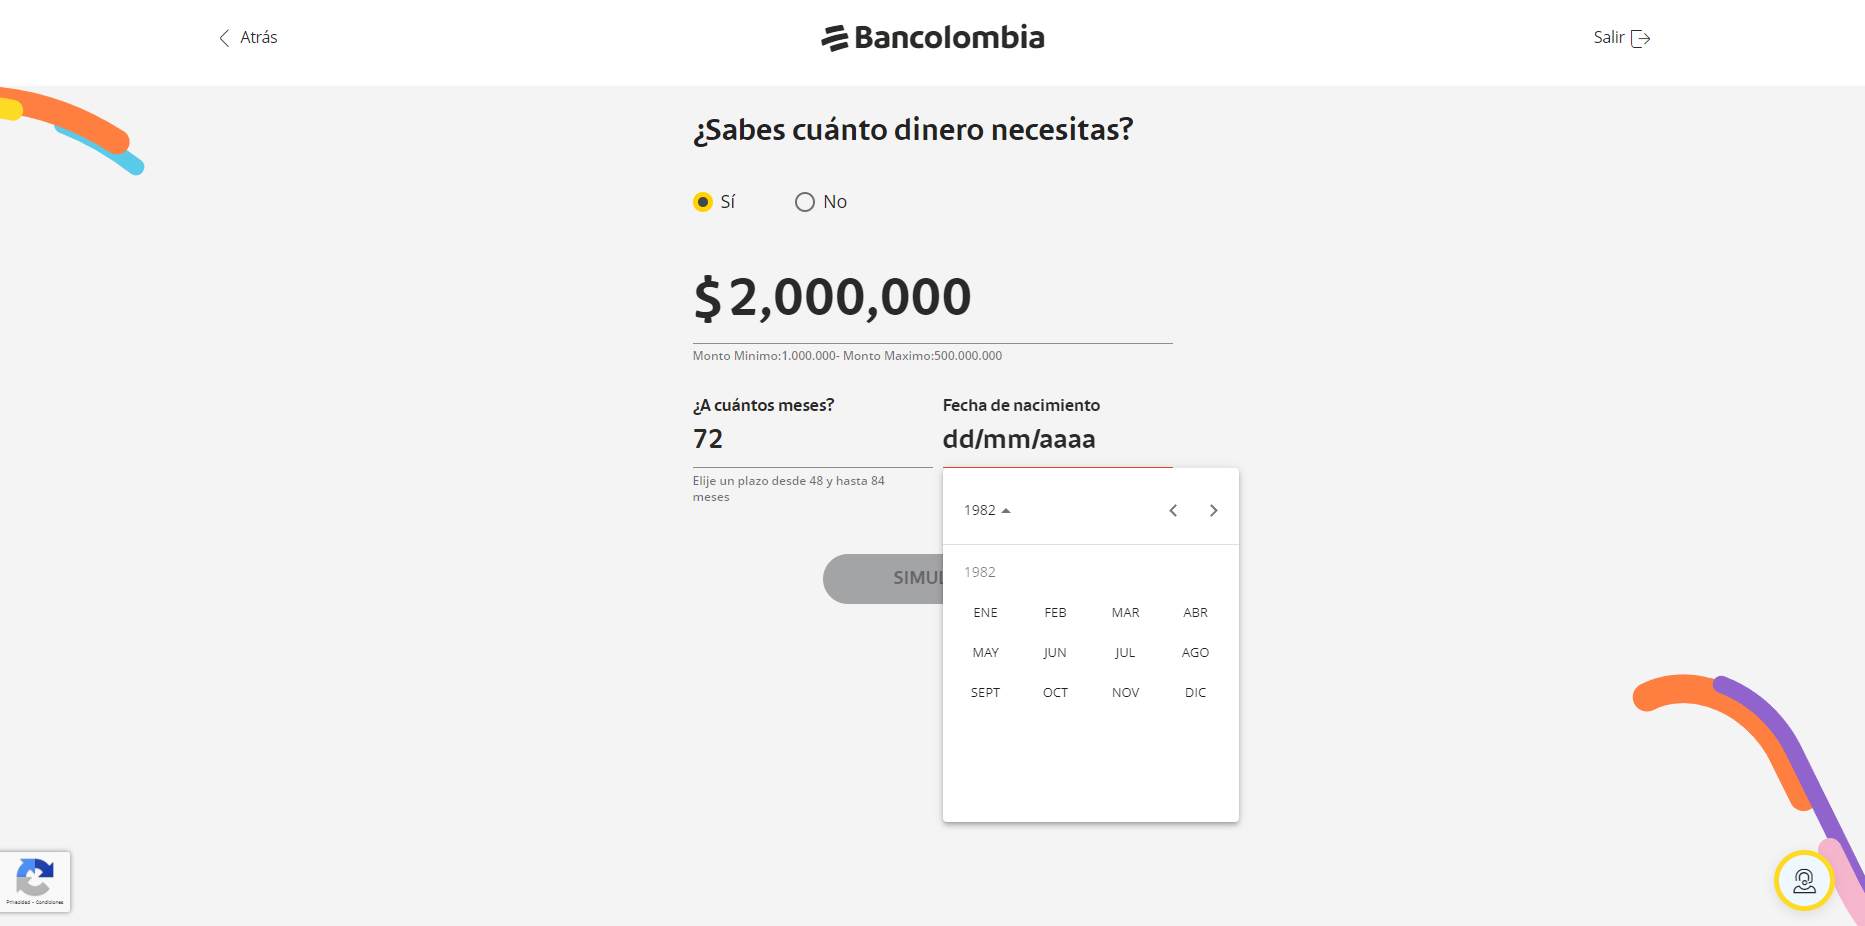 Atrás
Bancolombia
Salir
¿Sabes cuánto dinero necesitas?
Sí No
$ 2,000,000
Monto Minimo:1.000.000- Monto Maximo:500.000.000
¿A cuántos meses? Fecha de nacimiento
72 dd/mm/aaaa
Elije un plazo desde 48 y hasta 84
meses
1982
SIMUL
1982
ENE FEB MAR ABR
MAY JUN JUL AGO
SEPT OCT NOV DIC
Privacidad - Condiciones